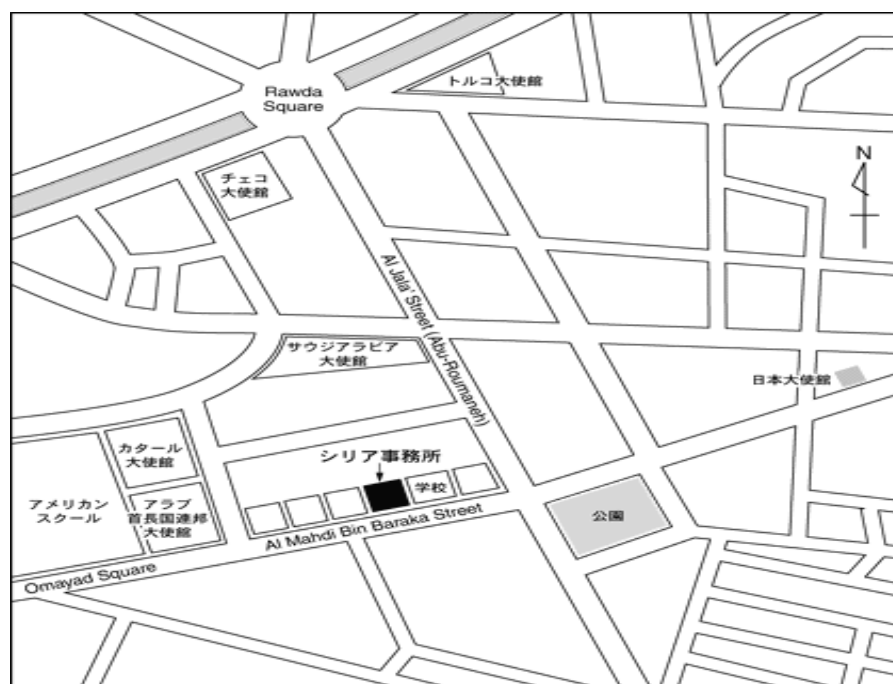 Rawda
Square
トルコ大使館
N
チェコ
大使館
Al Jala' Street (Abu-Roumaneh)
サウジアラビア
大使館
日本大使館
カタール
大使館
シリア事務所
学校
アメリカン
スクール
アラブ
首長国連邦
大使館
公園
Al Mahdi Bin Baraka Street
Omayad Square